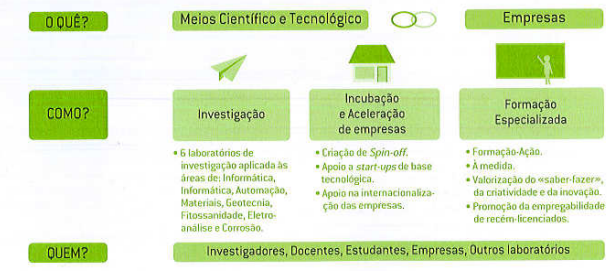 O QUÊ?
Meios Científico e Tecnológico
Empresas
COMO?
Investigação
• 6 laboratórios de
investigação aplicada às
áreas de: Informática,
Informática, Automação,
Materiais, Geotecnia,
Fitossanidade, Eletro-
análise e Corrosão.
Incubação
e Aceleração
de empresas
• Criação de Spin-off.
• Apoio a start-ups de base
tecnológica.
• Apoio na internacionaliza-
ção das empresas.
Formação
Especializada
• Formação-Ação.
• À medida.
• Valorização do «saber-fazer»,
da criatividade e da inovação.
• Promoção da empregabilidade
de recém-licenciados.
QUEM?
Investigadores, Docentes, Estudantes, Empresas, Outros laboratórios